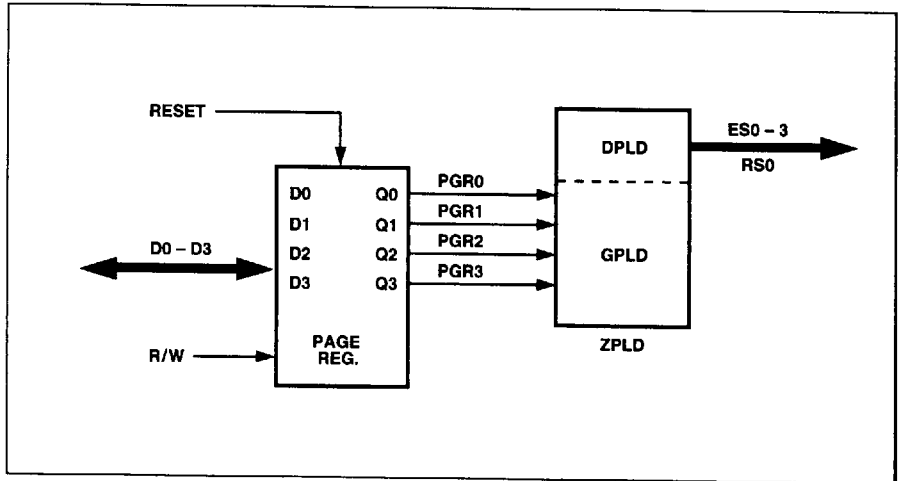 RESET
D0 Q0
D1 Q1
D2 Q2
D3 Q3
PAGE
REG.
D0 – D3
R/W
PGR0
PGR1
PGR2
PGR3
DPLD
GPLD
ZPLD
ES0 – 3
RS0